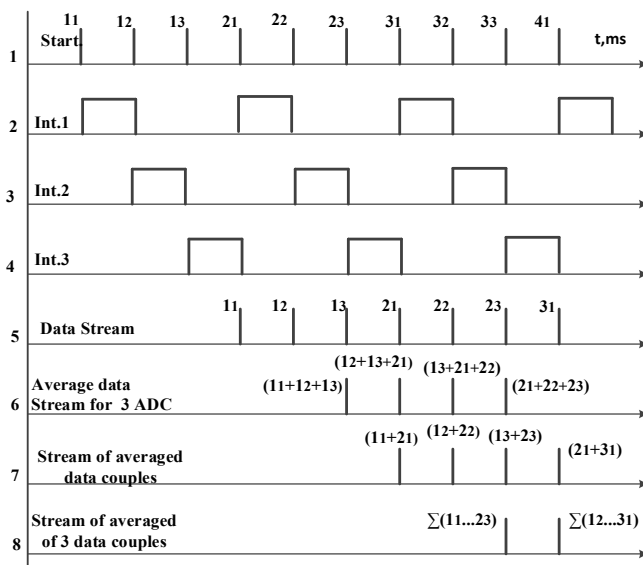 11 12 13 21 22 23 31 32 33 41
Start. t,ms
1
2 Int.1
3 Int.2
4 Int.3
11 12 13 21 22 23 31
5 Data Stream
(12+13+21) (13+21+22)
Average data (11+12+13) (21+22+23)
6 Stream for 3 ADC
(11+21) (12+22) (13+23) (21+31)
Stream of averaged
7 data couples
Stream of averaged ∑(11...23) ∑(12...31)
of 3 data couples
8